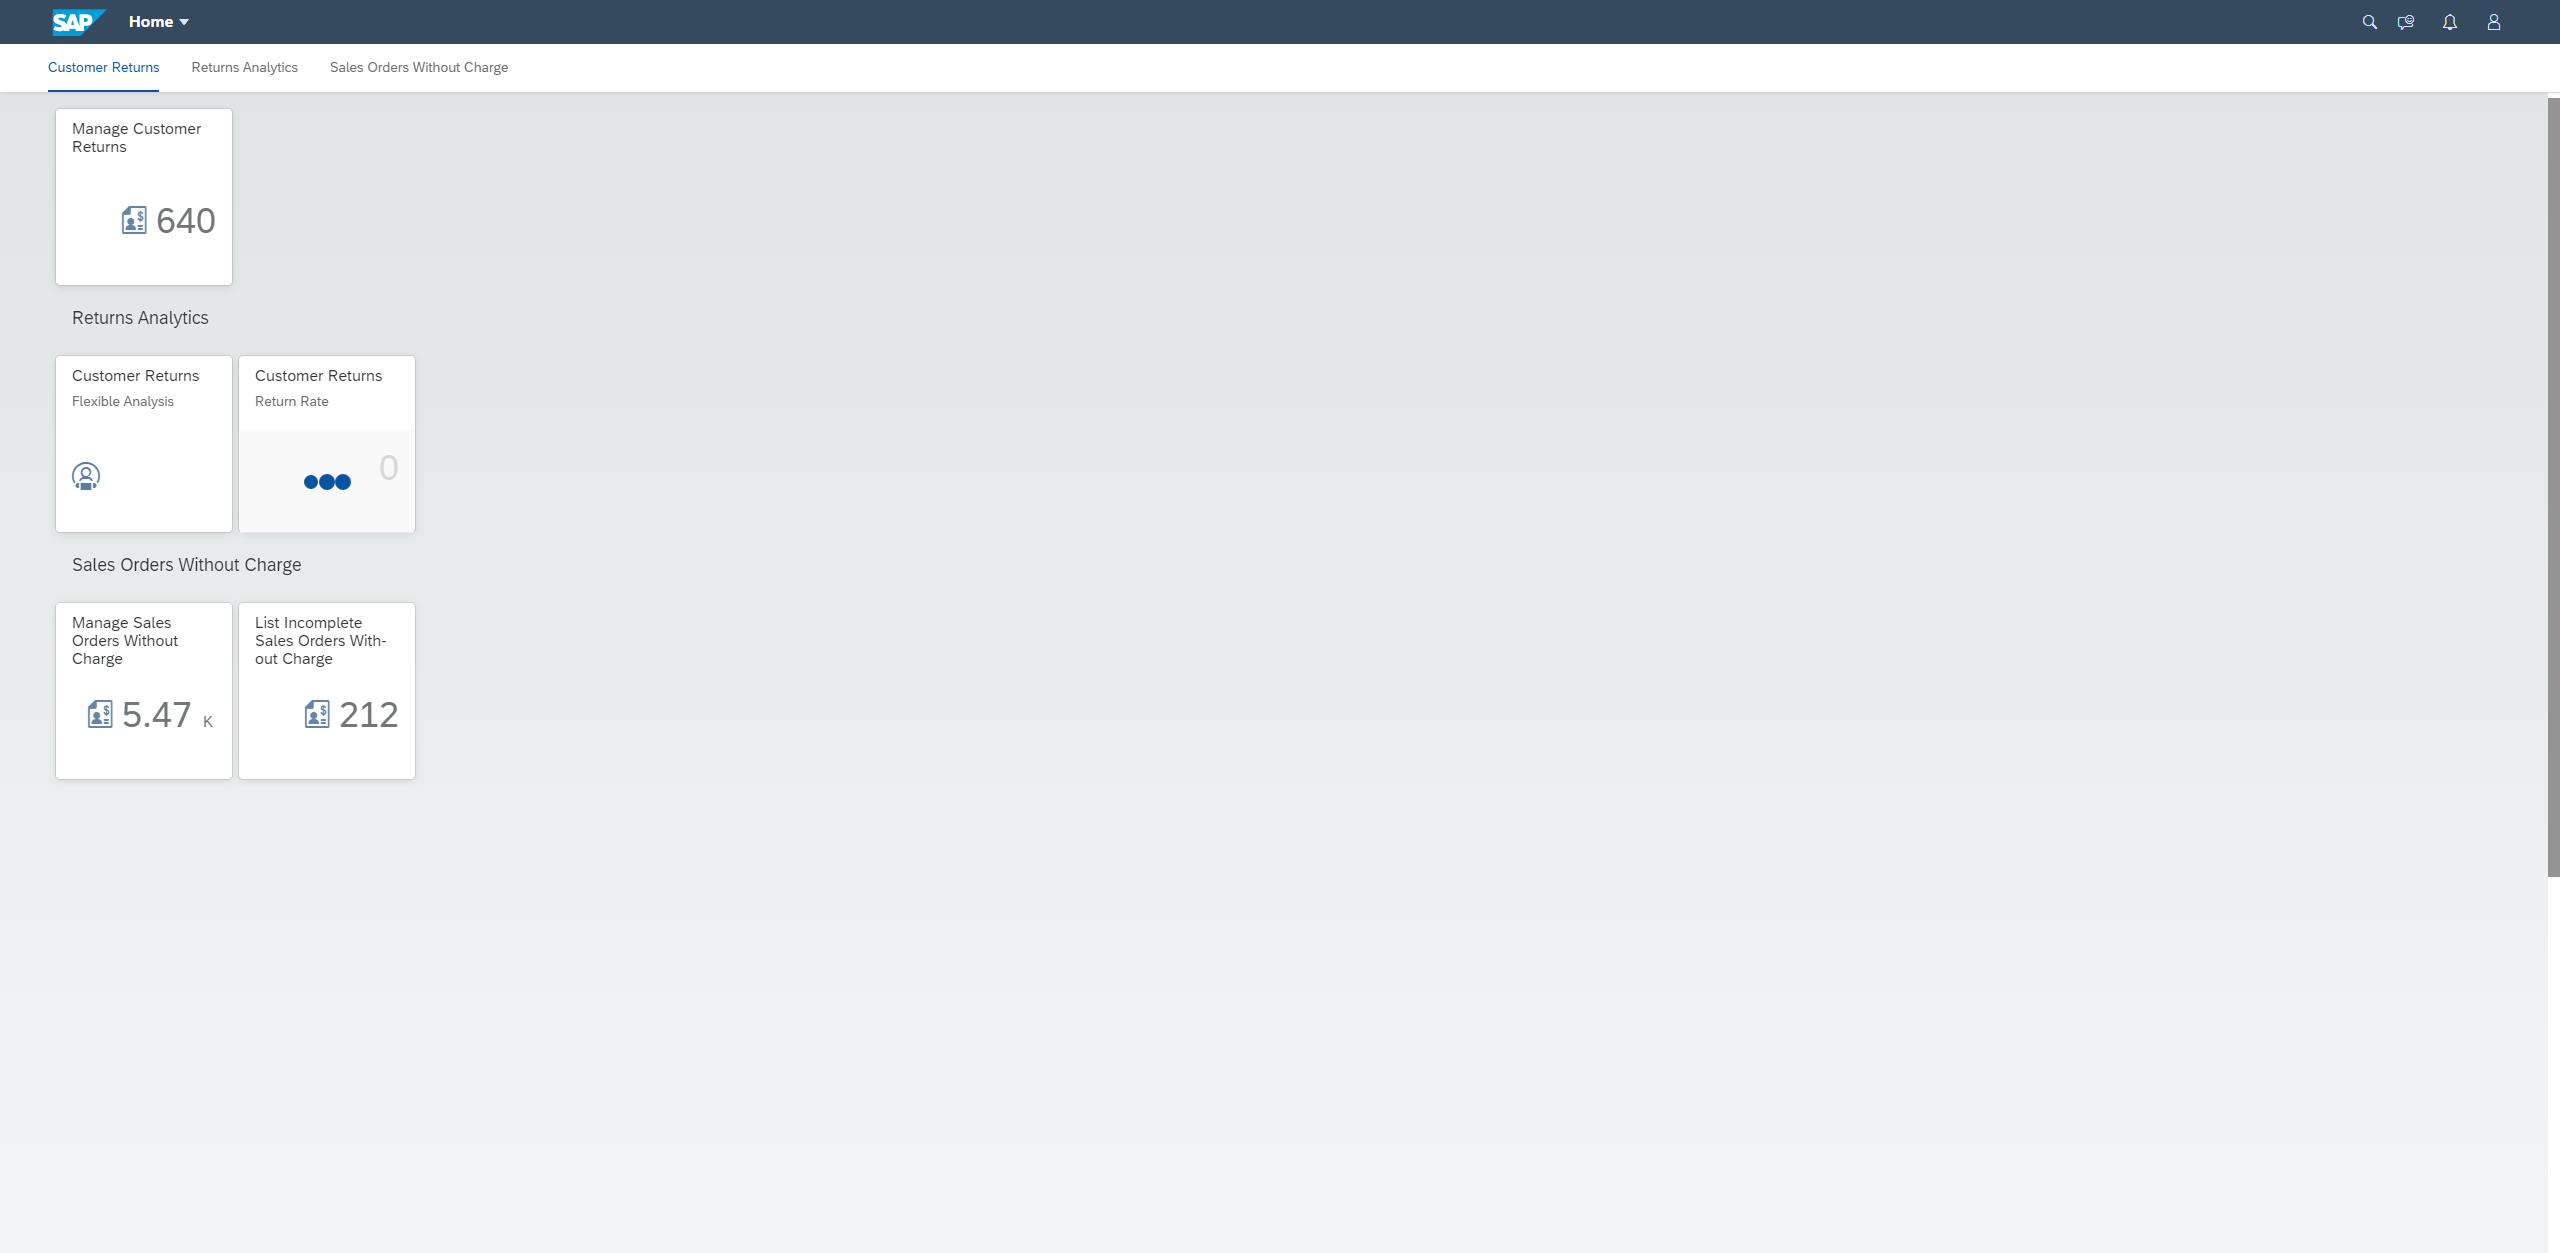 SAP Home
Customer Returns Returns Analytics Sales Orders Without Charge
Manage Customer
Returns
640
Returns Analytics
Customer Returns
Flexible Analysis
Customer Returns
Return Rate
0
Sales Orders Without Charge
Manage Sales
Orders Without
Charge
5.47 K
List Incomplete
Sales Orders With-
out Charge
212